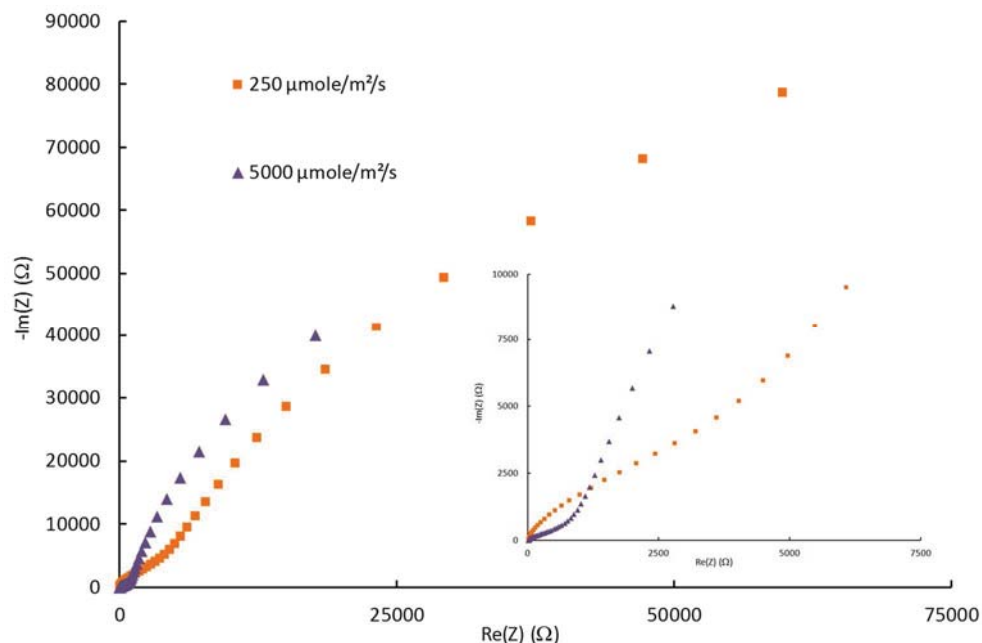 90000
80000
70000
60000
50000
40000
30000
20000
10000
0
-Im(Z) (Ω)
250 µmole/m²/s
5000 µmole/m²/s
0 25000 50000 75000
Re(Z) (Ω)
10000
7500
5000
2500
0
-Im(Z) (Ω)
0 2500 5000 7500
Re(Z) (Ω)